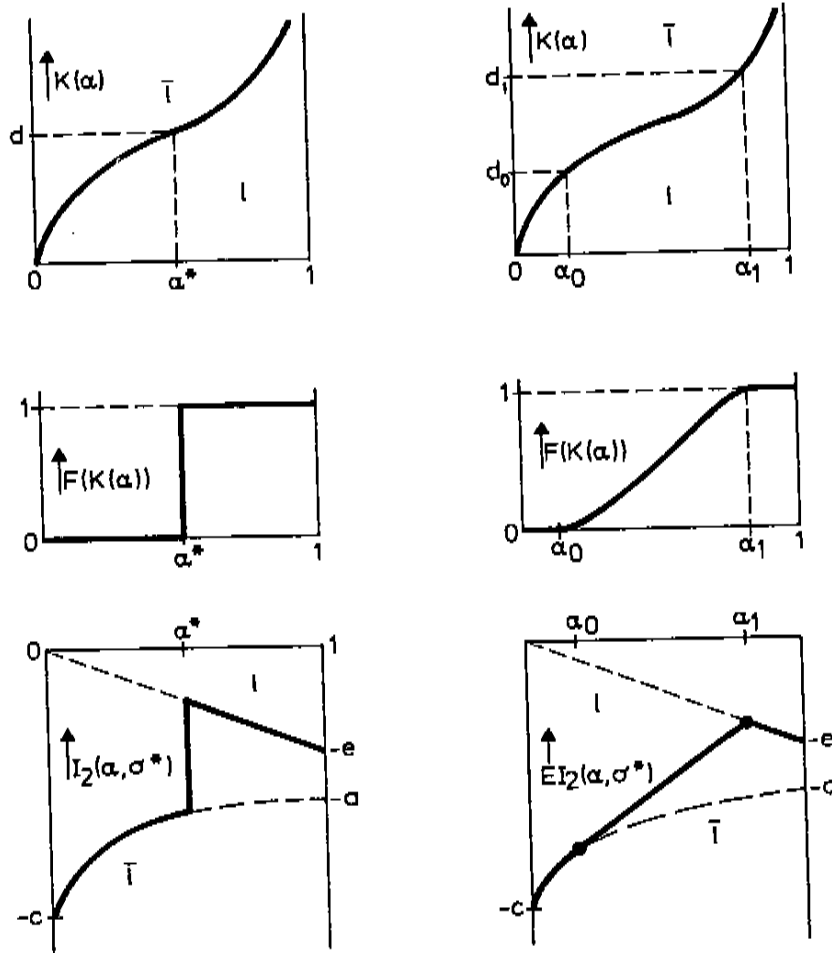 K(α)
l̄
d
l
0
α*
1
K(α)
l̄
d₁
d₀
l
0
α₀
α₁
1
1
F(K(α))
0
α*
1
1
F(K(α))
0
α₀
α₁
1
0
α*
1
l
I₂(α,σ*)
-e
-a
l̄
-c
α₀
α₁
l
-e
EI₂(α,σ*)
-a
l̄
-c